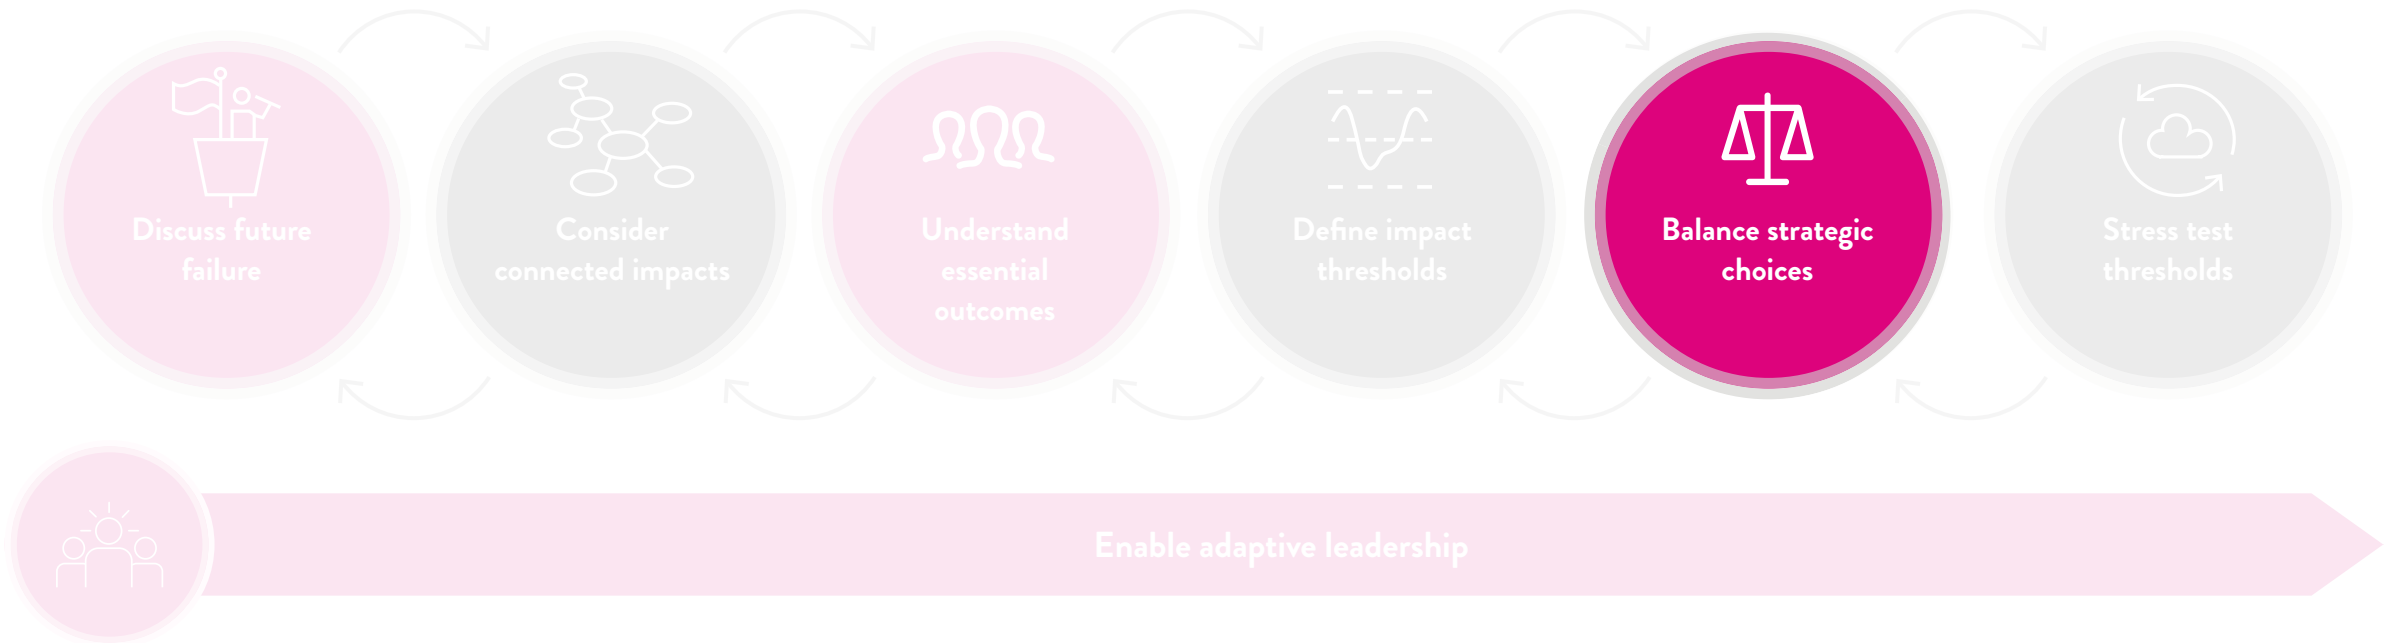 Discuss future
failure
Consider
connected impacts
Understand
essential
outcomes
Define impact
thresholds
Balance strategic
choices
Stress test
thresholds
Enable adaptive leadership